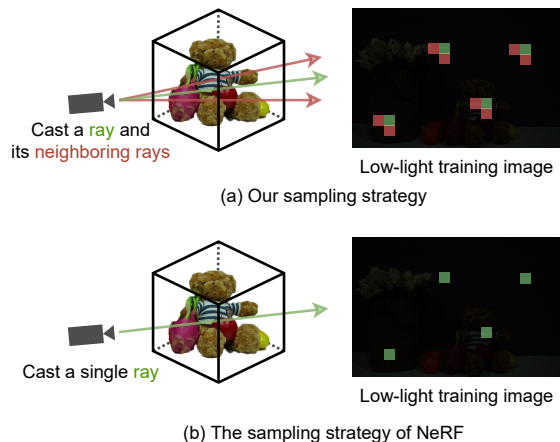 Cast a ray and
its neighboring rays
Low-light training image
(a) Our sampling strategy
Cast a single ray
Low-light training image
(b) The sampling strategy of NeRF